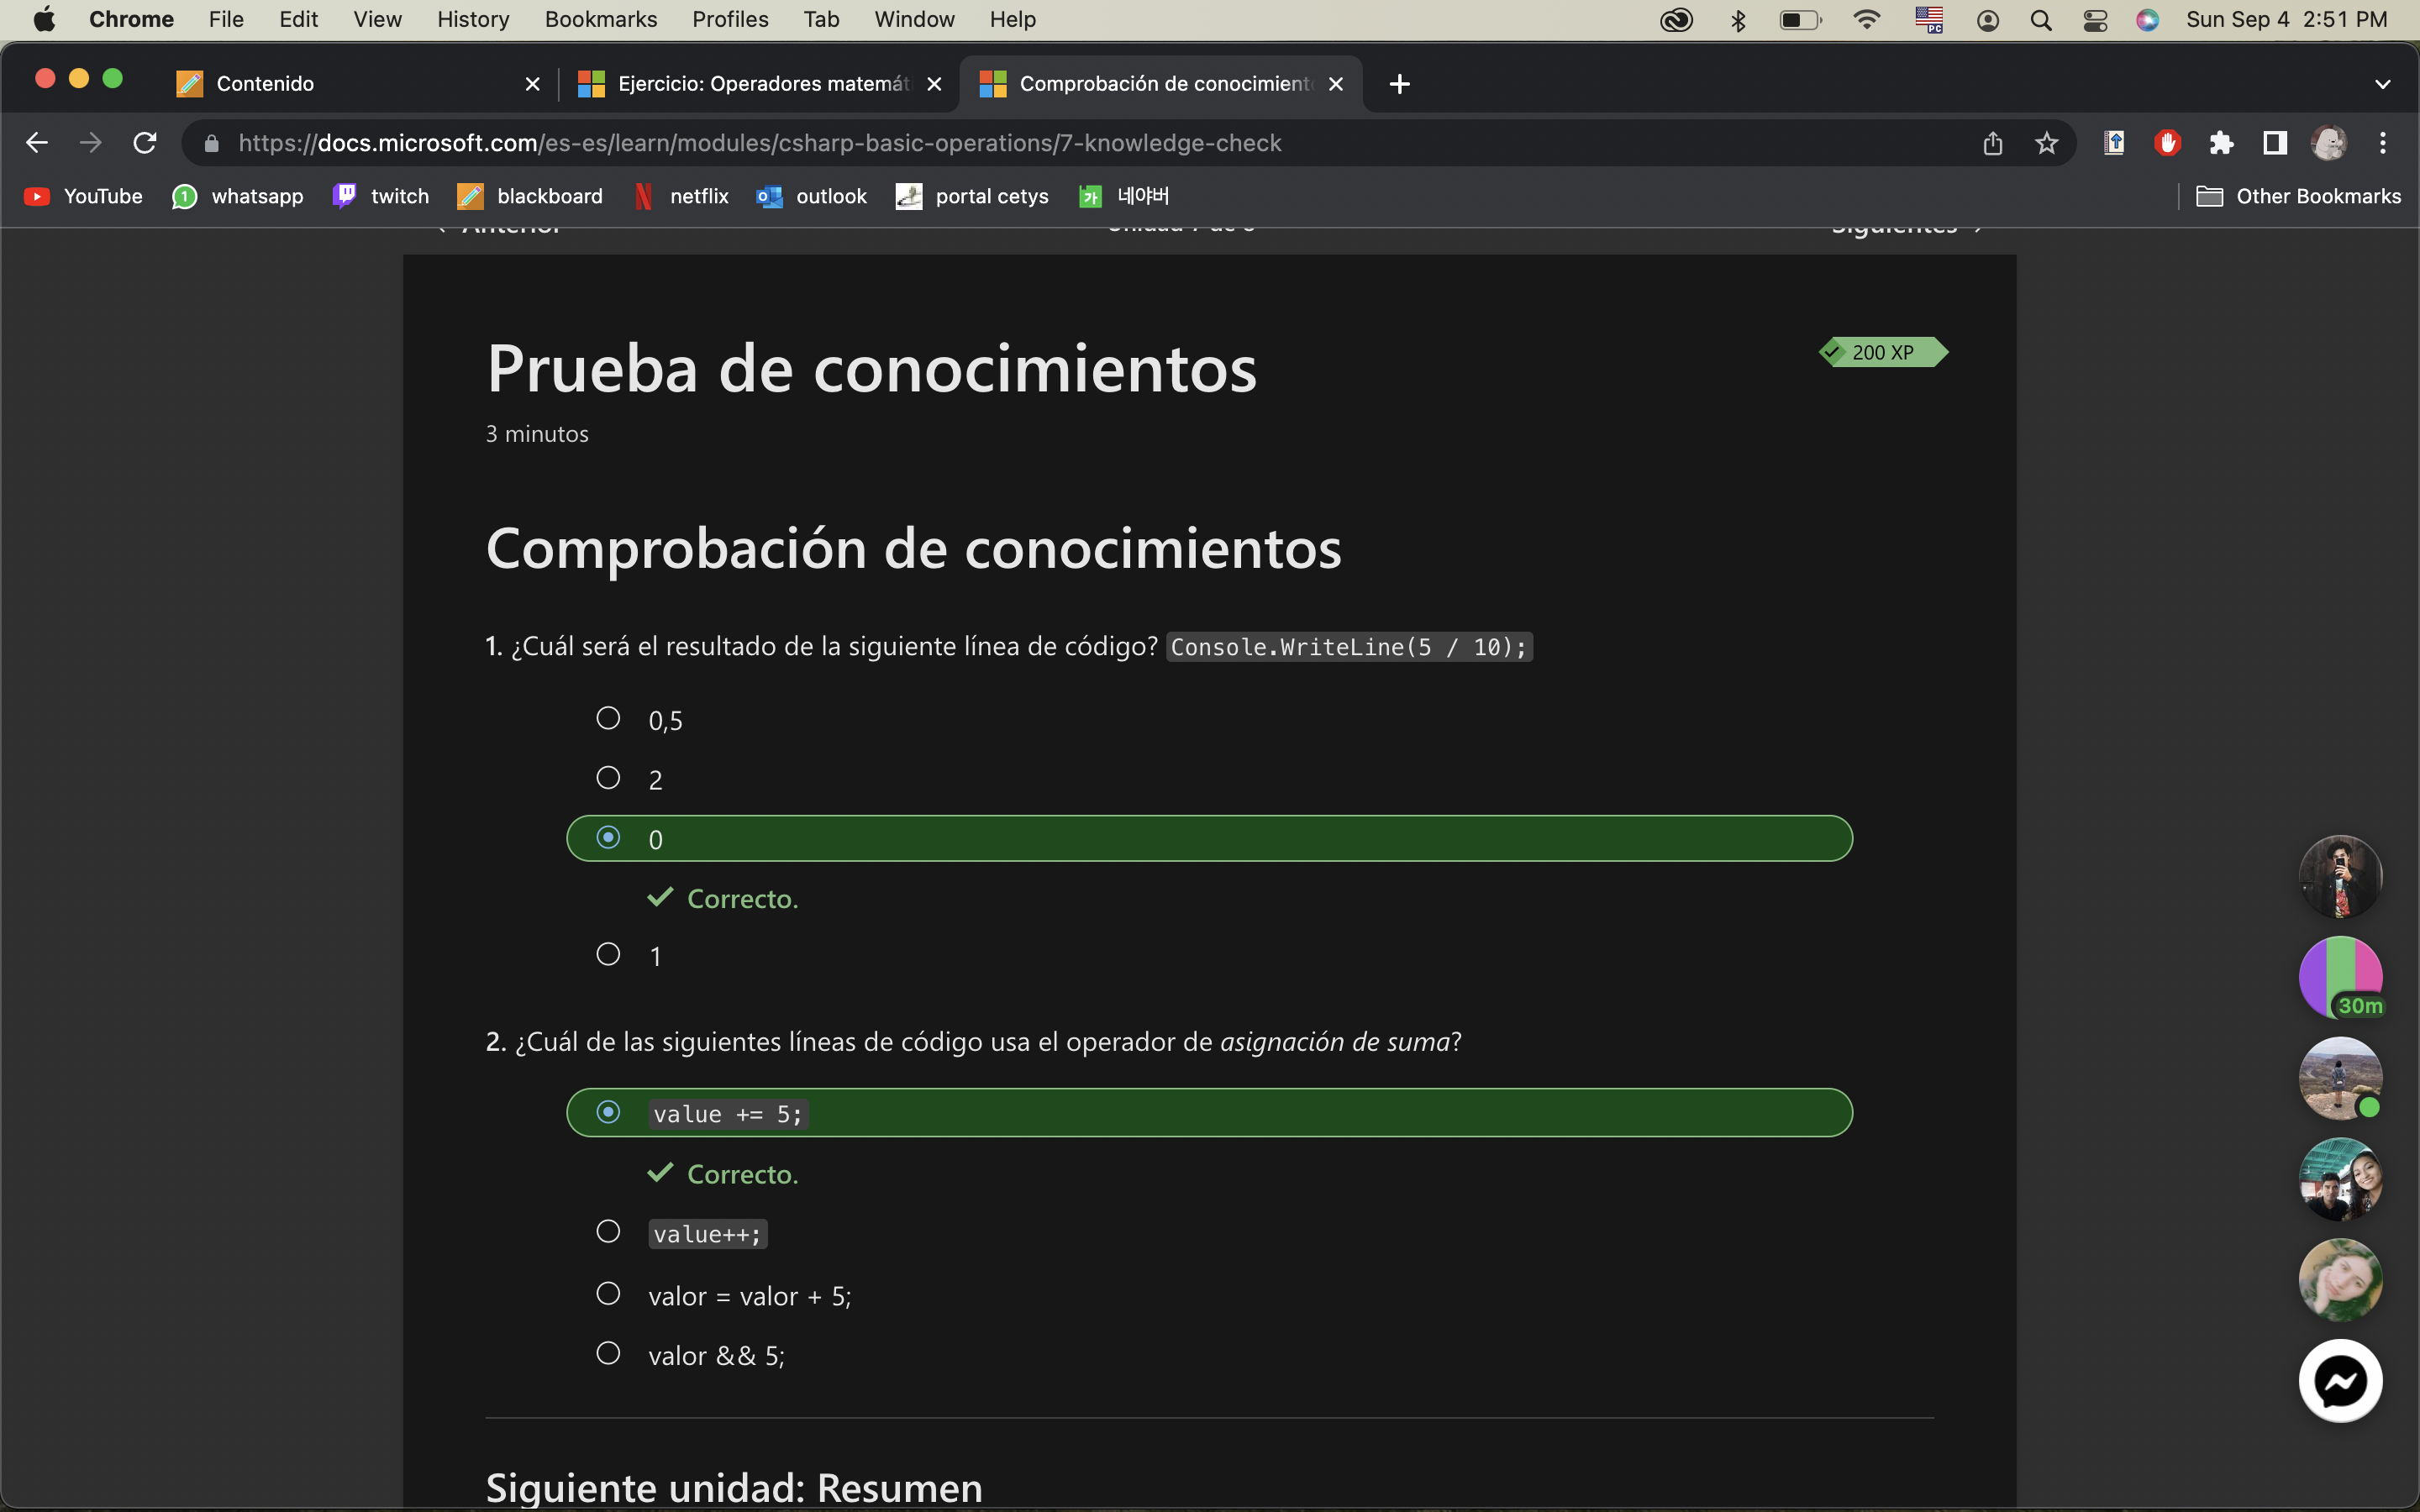 Chrome File Edit View History Bookmarks Profiles Tab Window Help Sun Sep 4 2:51 PM
Contenido Ejercicio: Operadores matemát Comprobación de conocimient
https://docs.microsoft.com/es-es/learn/modules/csharp-basic-operations/7-knowledge-check
YouTube whatsapp twitch blackboard netflix outlook portal cetys 네야버 Other Bookmarks
Anterior Siguientes
Prueba de conocimientos
200 XP
3 minutos
Comprobación de conocimientos
1. ¿Cuál será el resultado de la siguiente línea de código? Console.WriteLine(5 / 10);
0,5
2
0
Correcto.
1
2. ¿Cuál de las siguientes líneas de código usa el operador de asignación de suma?
value += 5;
Correcto.
value++;
valor = valor + 5;
valor && 5;
30m
Siguiente unidad: Resumen